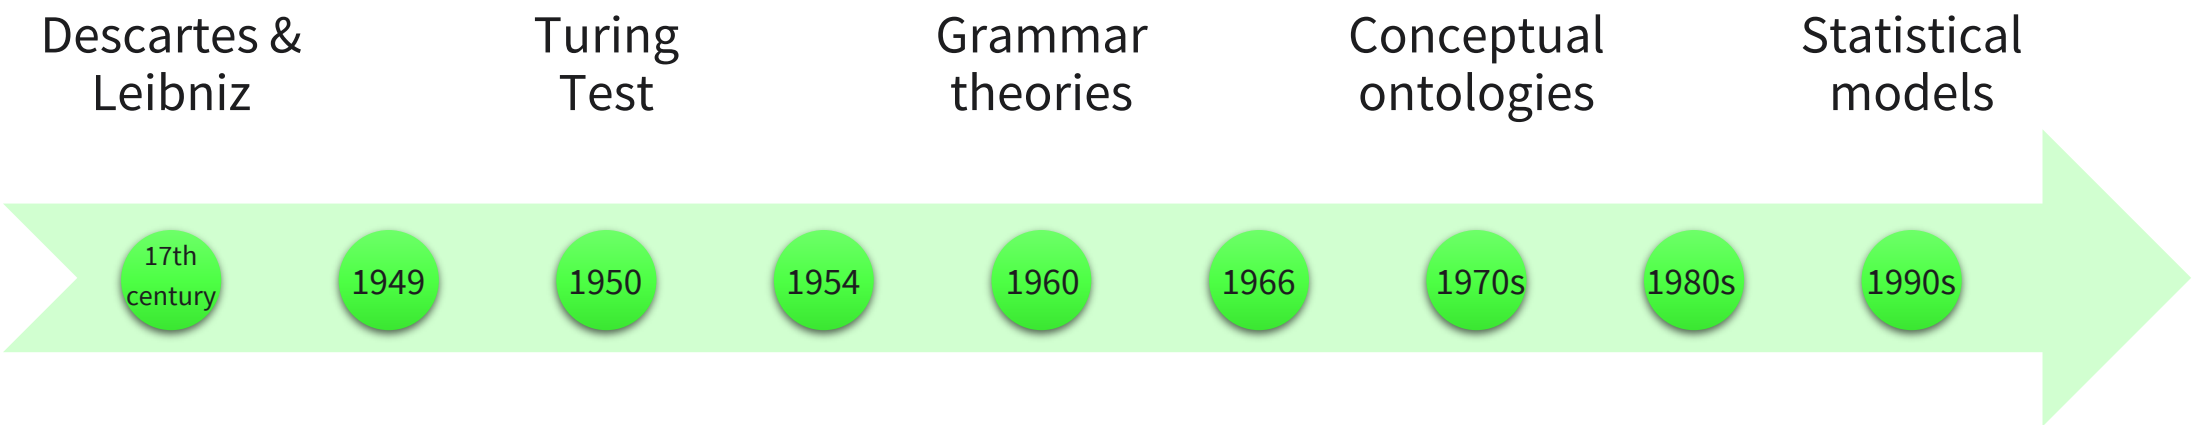 Descartes &
Leibniz
Turing
Test
Grammar
theories
Conceptual
ontologies
Statistical
models
17th
century
1949
1950
1954
1960
1966
1970s
1980s
1990s